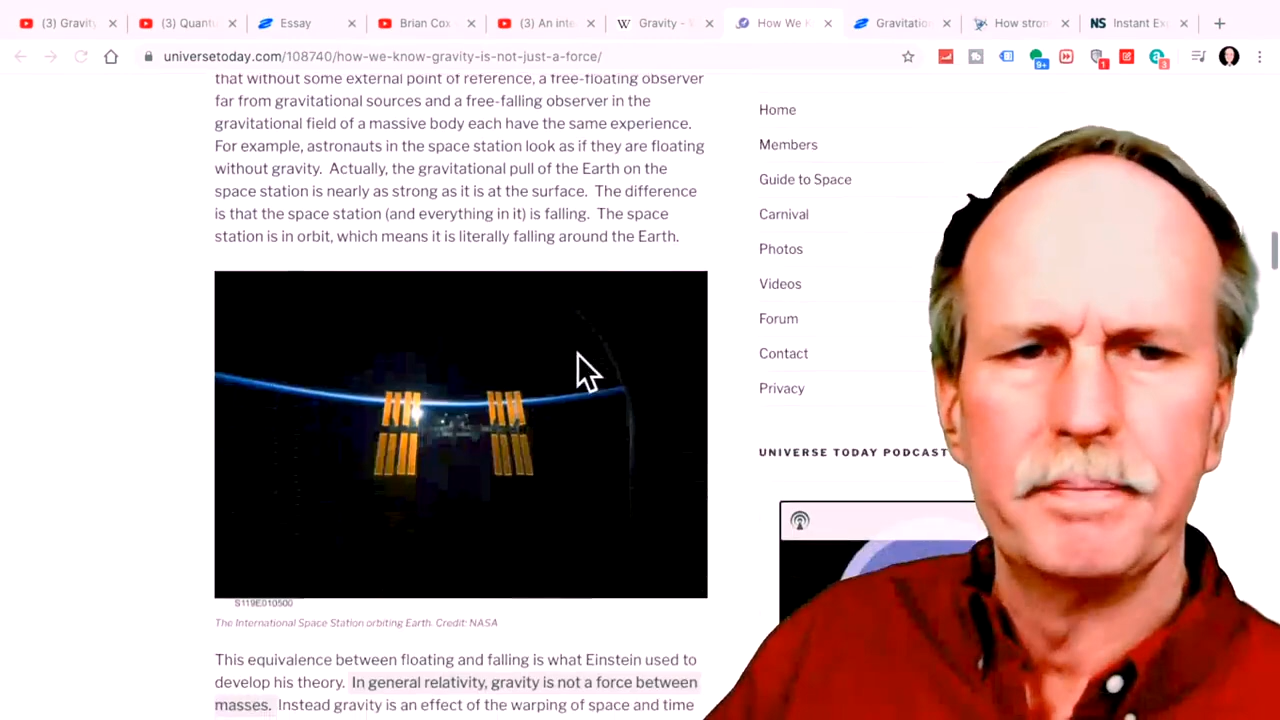 (3) Gravity
(3) Quant
Essay
Brian Cox
(3) An inte
Gravity -
How We K
Gravitatio
How stron
Instant Ex
universetoday.com/108740/how-we-know-gravity-is-not-just-a-force/
9+
1
3
that without some external point of reference, a free-floating observer
far from gravitational sources and a free-falling observer in the
gravitational field of a massive body each have the same experience.
For example, astronauts in the space station look as if they are floating
without gravity.  Actually, the gravitational pull of the Earth on the
space station is nearly as strong as it is at the surface.  The difference
is that the space station (and everything in it) is falling.  The space
station is in orbit, which means it is literally falling around the Earth.
S119E010500
The International Space Station orbiting Earth. Credit: NASA
This equivalence between floating and falling is what Einstein used to
develop his theory.  In general relativity, gravity is not a force between
masses.  Instead gravity is an effect of the warping of space and time
Home
Members
Guide to Space
Carnival
Photos
Videos
Forum
Contact
Privacy
UNIVERSE TODAY PODCAST